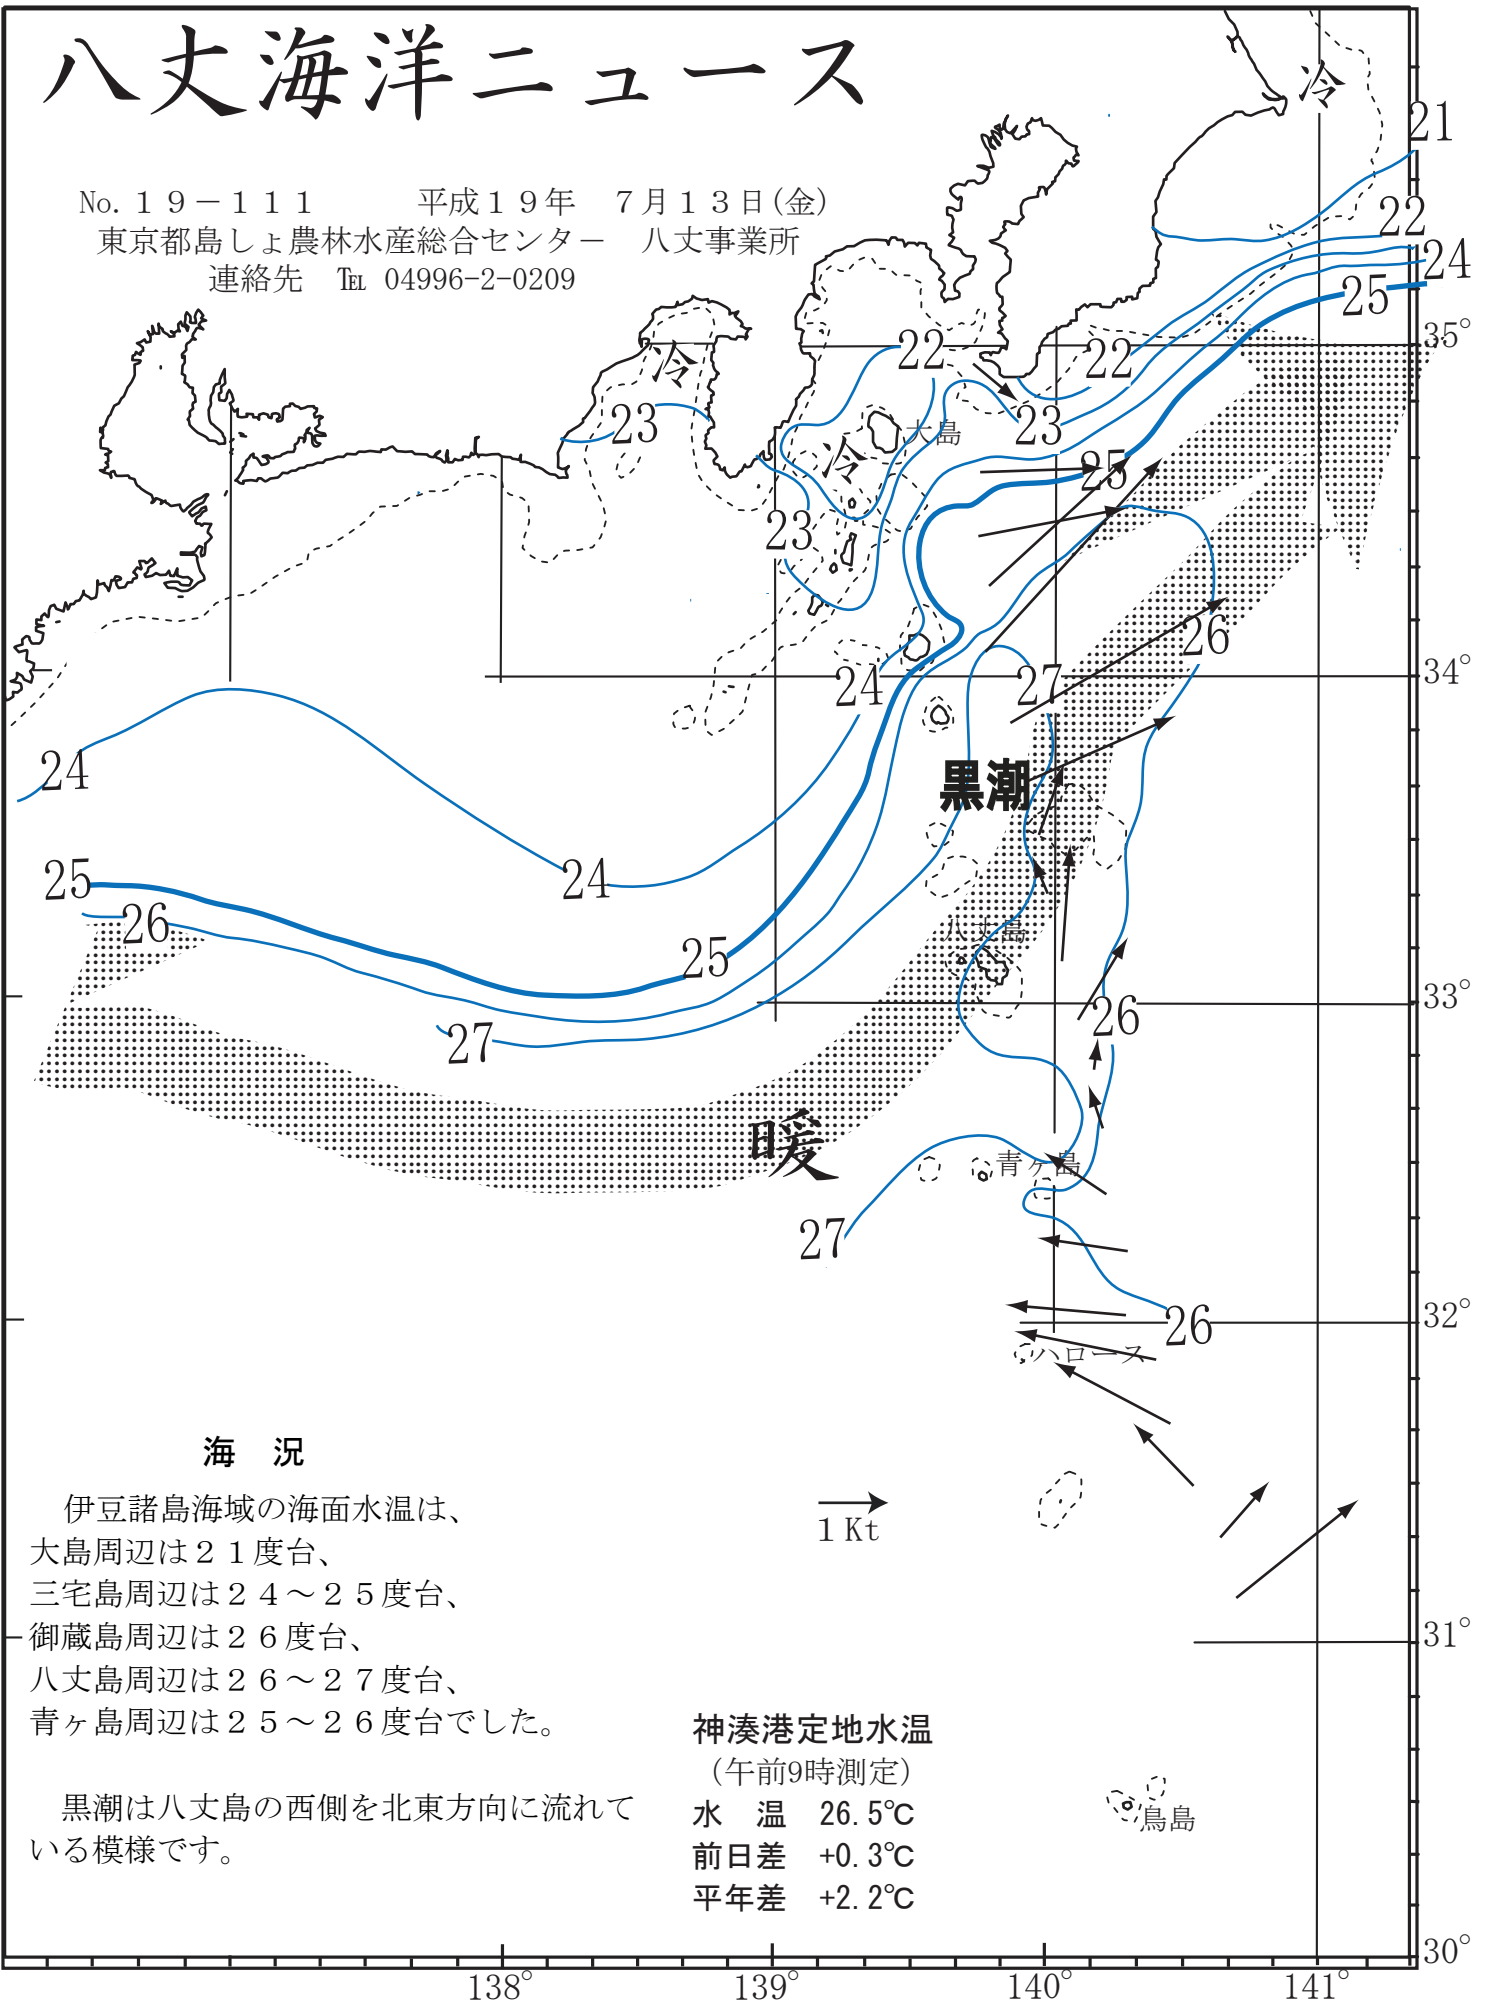 八丈海洋ニュース
No.１９－１１１　平成１９年　７月１３日(金)
東京都島しょ農林水産総合センター　八丈事業所
連絡先　℡ 04996-2-0209
冷
21
22
24
25
35°
冷
23
22
22
大島
23
冷
25
23
26
24
27
34°
24
黒潮
24
25
26
八丈島
25
33°
26
27
暖
青ヶ島
27
26
32°
ハロース
海　況
伊豆諸島海域の海面水温は、
大島周辺は２１度台、
三宅島周辺は２４～２５度台、
御蔵島周辺は２６度台、
八丈島周辺は２６～２７度台、
青ヶ島周辺は２５～２６度台でした。
黒潮は八丈島の西側を北東方向に流れて
いる模様です。
1 Kt
31°
神湊港定地水温
（午前9時測定）
水　温　26.5℃
前日差　+0.3℃
平年差　+2.2℃
鳥島
30°
138°
139°
140°
141°